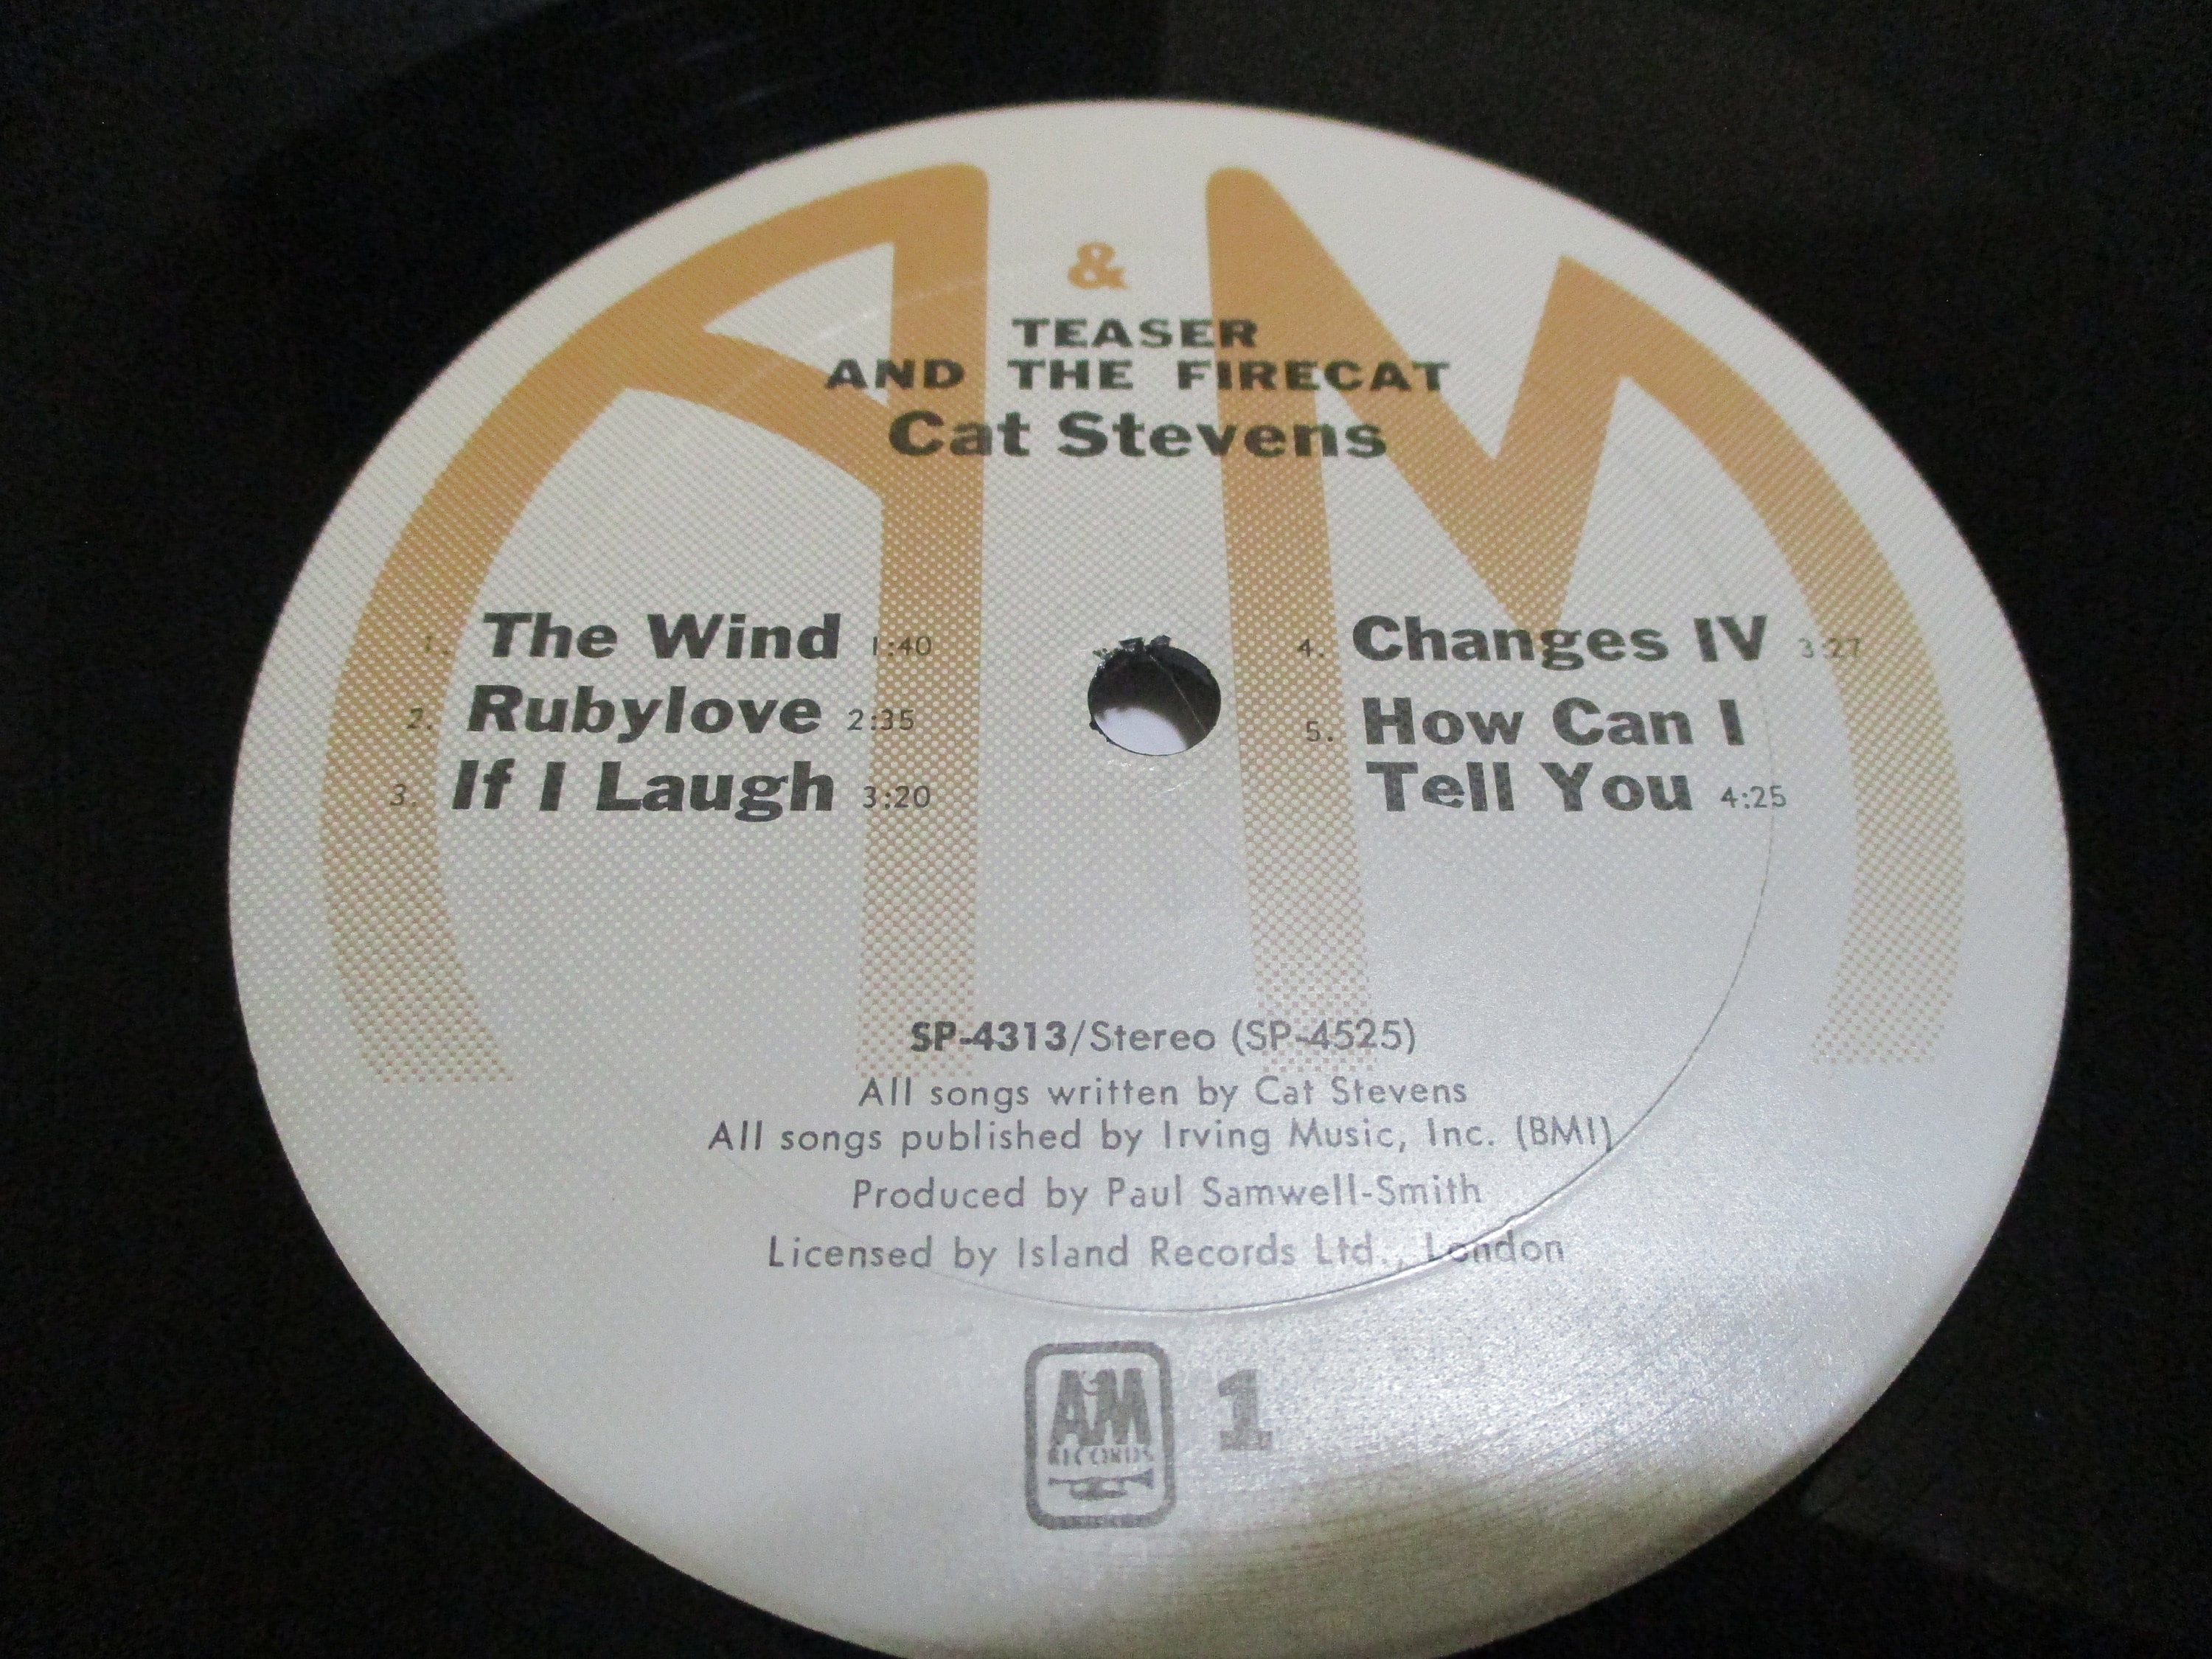 A & M
TEASER
AND THE FIRECAT
Cat Stevens
1. The Wind 1:40
2. Rubylove 2:35
3. If I Laugh 3:20
4. Changes IV 3:27
5. How Can I
Tell You 4:25
SP-4313/Stereo (SP-4525)
All songs written by Cat Stevens
All songs published by Irving Music, Inc. (BMI)
Produced by Paul Samwell-Smith
Licensed by Island Records Ltd., London
A&M
RECORDS
1